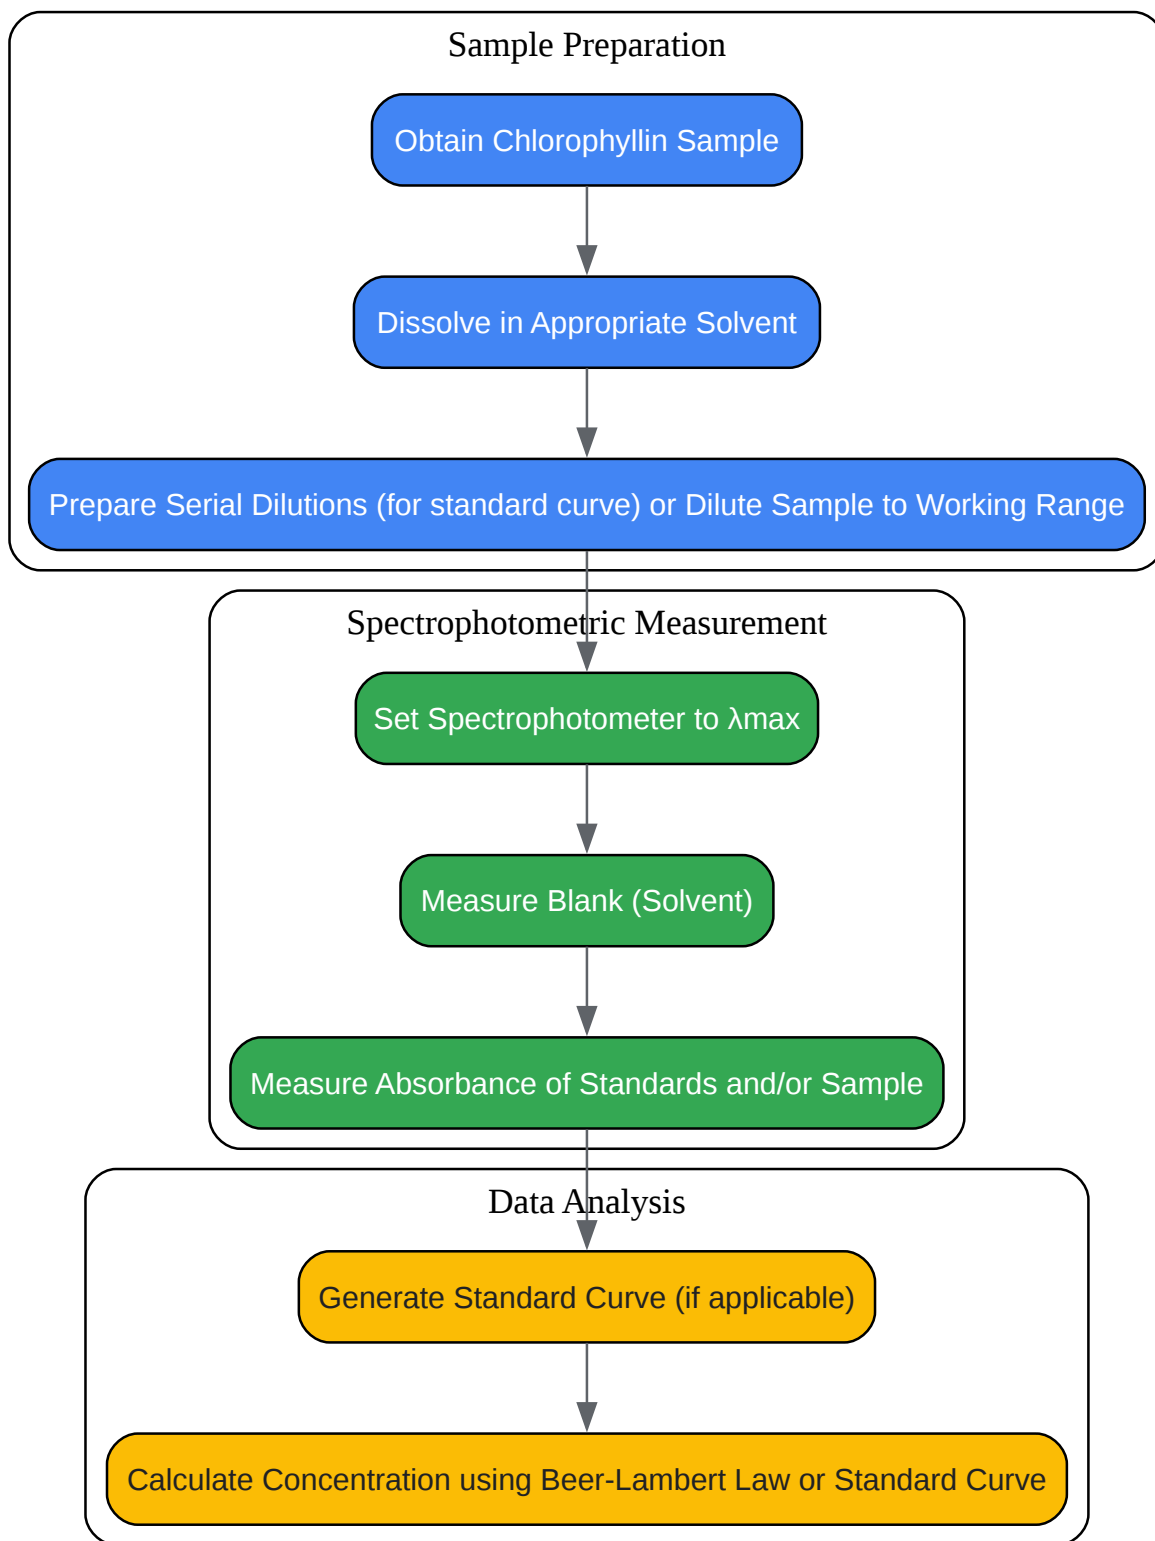 Sample Preparation
Obtain Chlorophyllin Sample
Dissolve in Appropriate Solvent
Prepare Serial Dilutions (for standard curve) or Dilute Sample to Working Range
Spectrophotometric Measurement
Set Spectrophotometer to λmax
Measure Blank (Solvent)
Measure Absorbance of Standards and/or Sample
Data Analysis
Generate Standard Curve (if applicable)
Calculate Concentration using Beer-Lambert Law or Standard Curve